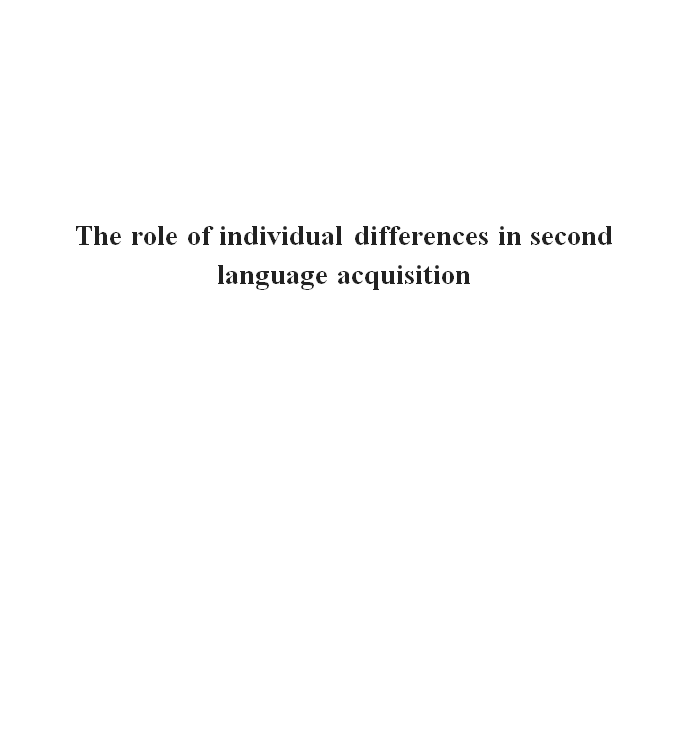 The role of individual differences in second
language acquisition